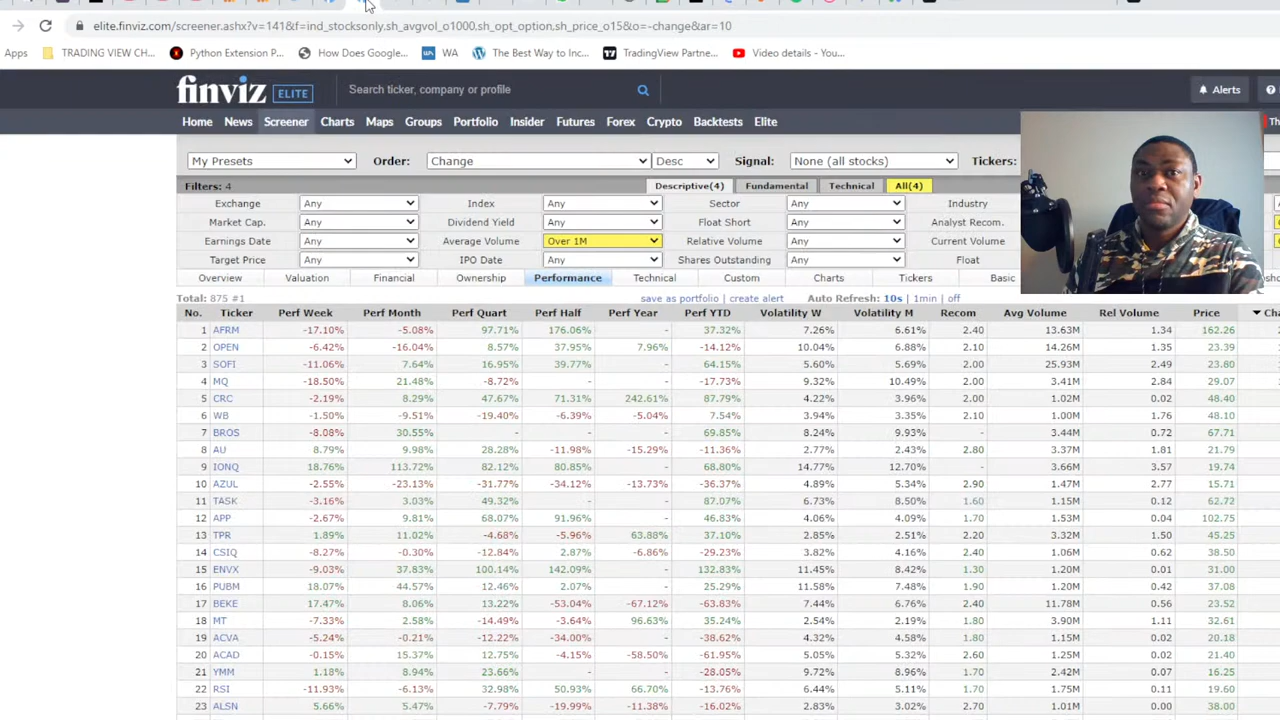 elite.finviz.com/screener.ashx?v=141&f=ind_stocksonly,sh_avgvol_o1000,sh_opt_option,sh_price_o15&o=-change&ar=10
Apps TRADING VIEW CH... Python Extension P... How Does Google... WA WA The Best Way to Inc... TradingView Partne... Video details - You...
finviz ELITE Search ticker, company or profile Alerts
Home News Screener Charts Maps Groups Portfolio Insider Futures Forex Crypto Backtests Elite Th
My Presets Order: Change Desc Signal: None (all stocks) Tickers:
Filters: 4 Descriptive(4) Fundamental Technical All(4)
Exchange Any Index Any Sector Any Industry
Market Cap. Any Dividend Yield Any Float Short Any Analyst Recom.
Earnings Date Any Average Volume Over 1M Relative Volume Any Current Volume
Target Price Any IPO Date Any Shares Outstanding Any Float
Overview Valuation Financial Ownership Performance Technical Custom Charts Tickers Basic
Total: 875 #1 save as portfolio | create alert Auto Refresh: 10s | 1min | off
No. Ticker Perf Week Perf Month Perf Quart Perf Half Perf Year Perf YTD Volatility W Volatility M Recom Avg Volume Rel Volume Price Cha
1 AFRM -17.10% -5.08% 97.71% 176.06% - 37.32% 7.26% 6.61% 2.40 13.63M 1.34 162.26
2 OPEN -6.42% -16.04% 8.57% 37.95% 7.96% -14.12% 10.04% 6.88% 2.10 14.26M 1.35 23.39
3 SOFI -11.06% 7.64% 16.95% 39.77% - 64.15% 5.60% 5.69% 2.00 25.93M 2.49 23.80
4 MQ -18.50% 21.48% -8.72% - - -17.73% 9.32% 10.49% 2.00 3.41M 2.84 29.07
5 CRC -2.19% 8.29% 47.67% 71.31% 242.61% 87.79% 4.22% 3.96% 2.10 1.02M 0.02 48.40
6 WB -1.50% -9.51% -19.40% -6.39% -5.04% 7.54% 3.94% 3.35% 2.10 1.00M 1.76 48.10
7 BROS -8.08% 30.55% - - - 69.85% 8.24% 9.93% - 3.44M 0.72 67.71
8 AU 8.79% 9.98% 28.28% -11.98% -15.29% -11.36% 2.77% 2.43% 2.80 3.37M 1.81 21.79
9 IONQ 18.76% 113.72% 82.12% 80.85% - 68.80% 14.77% 12.70% - 3.66M 3.57 19.74
10 AZUL -2.55% -23.13% -31.77% -34.12% -13.73% -36.37% 4.89% 5.34% 2.90 1.47M 2.77 15.71
11 TASK -3.16% 3.03% 49.32% - - 87.07% 6.73% 8.50% 1.60 1.15M 0.12 62.72
12 APP -2.67% 9.81% 68.07% 91.96% - 46.83% 4.06% 4.09% 1.70 1.53M 0.04 102.75
13 TPR 1.89% 11.02% -4.68% -5.96% 63.88% 37.10% 2.85% 2.51% 2.20 3.32M 1.50 45.25
14 CSIQ -8.27% -0.30% -12.84% 2.87% -6.86% -29.23% 3.82% 4.16% 2.40 1.06M 0.62 38.50
15 ENVX -9.03% 37.83% 100.14% 142.09% - 132.83% 11.45% 8.42% 1.30 1.20M 0.01 31.00
16 PUBM 18.07% 44.57% 12.46% 2.07% - 25.29% 11.58% 7.48% 1.90 1.20M 0.42 37.08
17 BEKE 17.47% 8.06% 13.22% -53.04% -67.12% -63.83% 7.44% 6.76% 2.40 11.78M 0.56 23.52
18 MT -7.33% 2.58% -14.49% -3.64% 96.63% 35.24% 2.54% 2.19% 1.80 3.90M 1.71 32.61
19 ACVA -5.24% -0.21% -12.22% -34.00% - -38.62% 4.32% 4.58% 1.80 1.15M 0.02 20.18
20 ACAD -0.15% 15.37% 12.75% -4.15% -58.50% -61.95% 5.05% 5.32% 2.60 1.25M 0.02 21.40
21 YMM 1.18% 8.94% 23.66% - - -28.05% 9.72% 8.96% 1.70 2.42M 0.07 16.25
22 RSI -11.93% -6.13% 32.98% 50.93% 66.70% -13.76% 6.44% 5.11% 1.70 1.75M 0.11 19.60
23 ALSN 5.66% 5.47% -7.79% -19.99% -11.38% -16.02% 2.83% 3.02% 2.70 1.01M 0.04 38.00